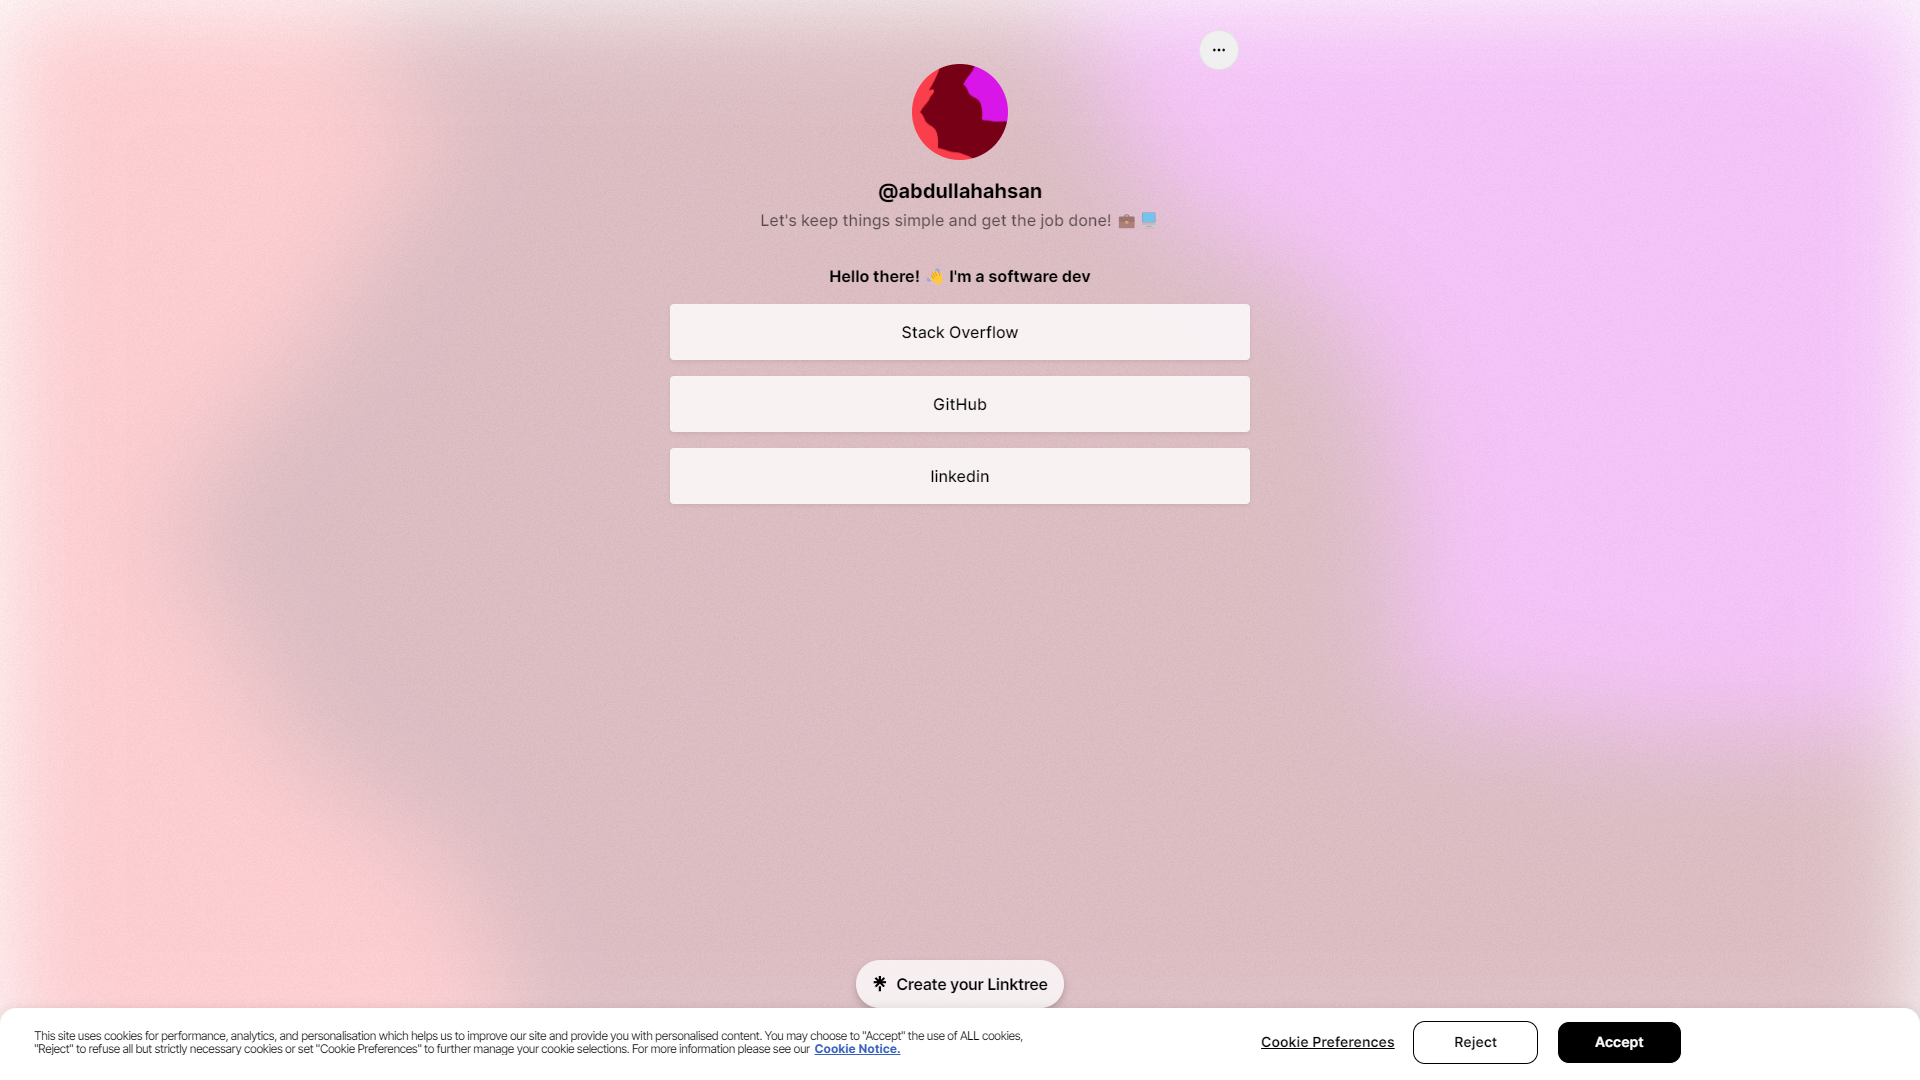 @abdullahahsan
Let's keep things simple and get the job done! 💼 🖥️
Hello there! 👋 I'm a software dev
Stack Overflow
GitHub
linkedin
Create your Linktree
This site uses cookies for performance, analytics, and personalisation which helps us to improve our site and provide you with personalised content. You may choose to "Accept" the use of ALL cookies,
"Reject" to refuse all but strictly necessary cookies or set "Cookie Preferences" to further manage your cookie selections. For more information please see our Cookie Notice.
Cookie Preferences
Reject
Accept